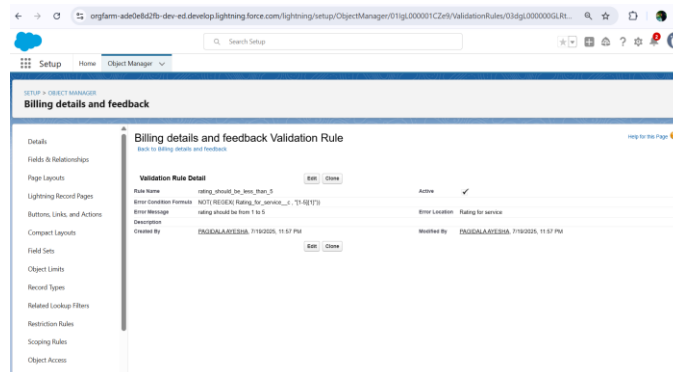 orgfarm-ade0e8d2fb-dev-ed.develop.lightning.force.com/lightning/setup/ObjectManager/01IgL000001CZe9/ValidationRules/03dgL000000GLRt...
Search Setup
Setup Home Object Manager
SETUP > OBJECT MANAGER
Billing details and feedback
Details
Fields & Relationships
Page Layouts
Lightning Record Pages
Buttons, Links, and Actions
Compact Layouts
Field Sets
Object Limits
Record Types
Related Lookup Filters
Restriction Rules
Scoping Rules
Object Access
Billing details and feedback Validation Rule
Help for this Page
Back to Billing details and feedback
Validation Rule Detail Edit Clone
Rule Name rating_should_be_less_than_5 Active ✓
Error Condition Formula NOT( REGEX( Rating_for_service__c , "[1-5]{1}"))
Error Message rating should be from 1 to 5 Error Location Rating for service
Description
Created By PAGIDALA AYESHA, 7/19/2025, 11:57 PM Modified By PAGIDALA AYESHA, 7/19/2025, 11:57 PM
Edit Clone